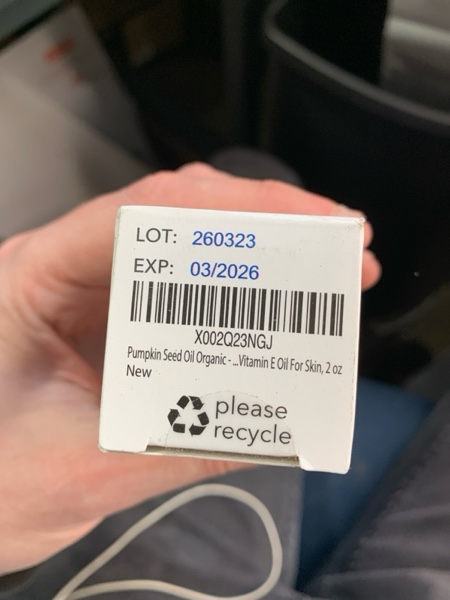 LOT: 260323
EXP: 03/2026
X002Q23NGJ
Pumpkin Seed Oil Organic - ...Vitamin E Oil For Skin, 2 oz
New
please
recycle